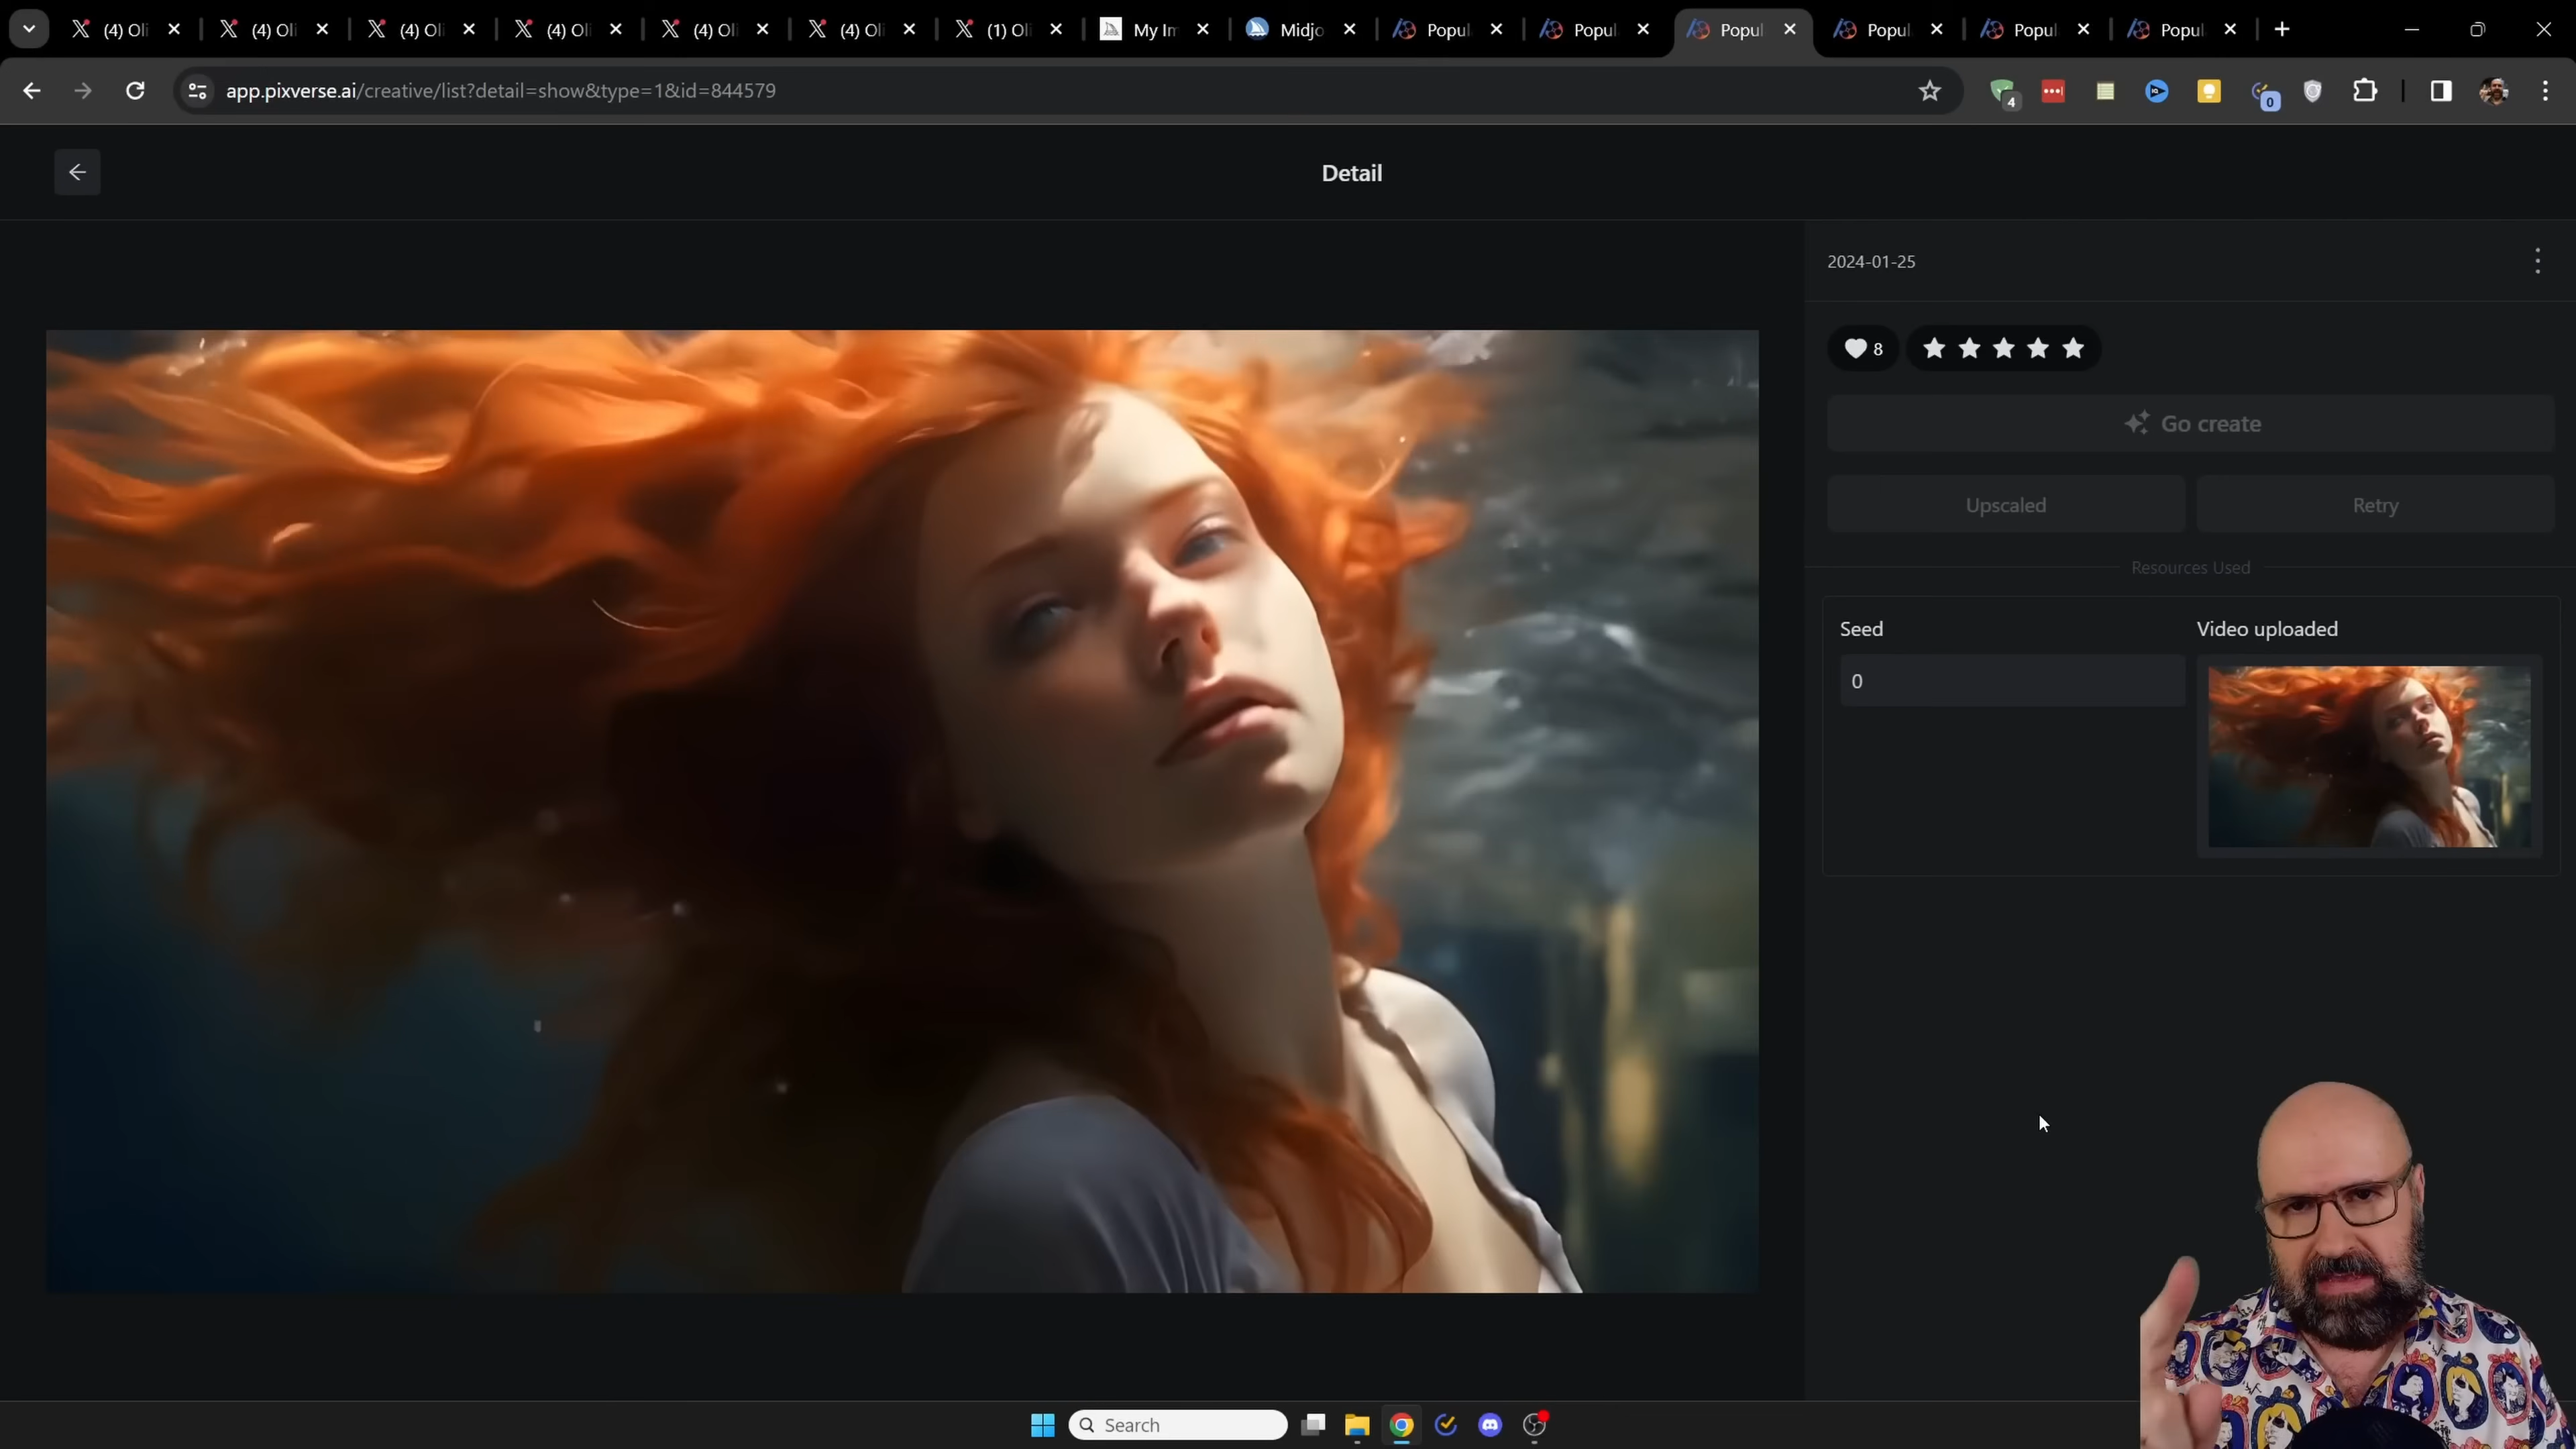 (4) Oli
(4) Oli
(4) Oli
(4) Oli
(4) Oli
(4) Oli
(1) Oli
My Im
Midjo
Popul
Popul
Popul
Popul
Popul
Popul
app.pixverse.ai/creative/list?detail=show&type=1&id=844579
4
0
Detail
2024-01-25
8
Go create
Upscaled
Retry
Resources Used
Seed
Video uploaded
0
Search